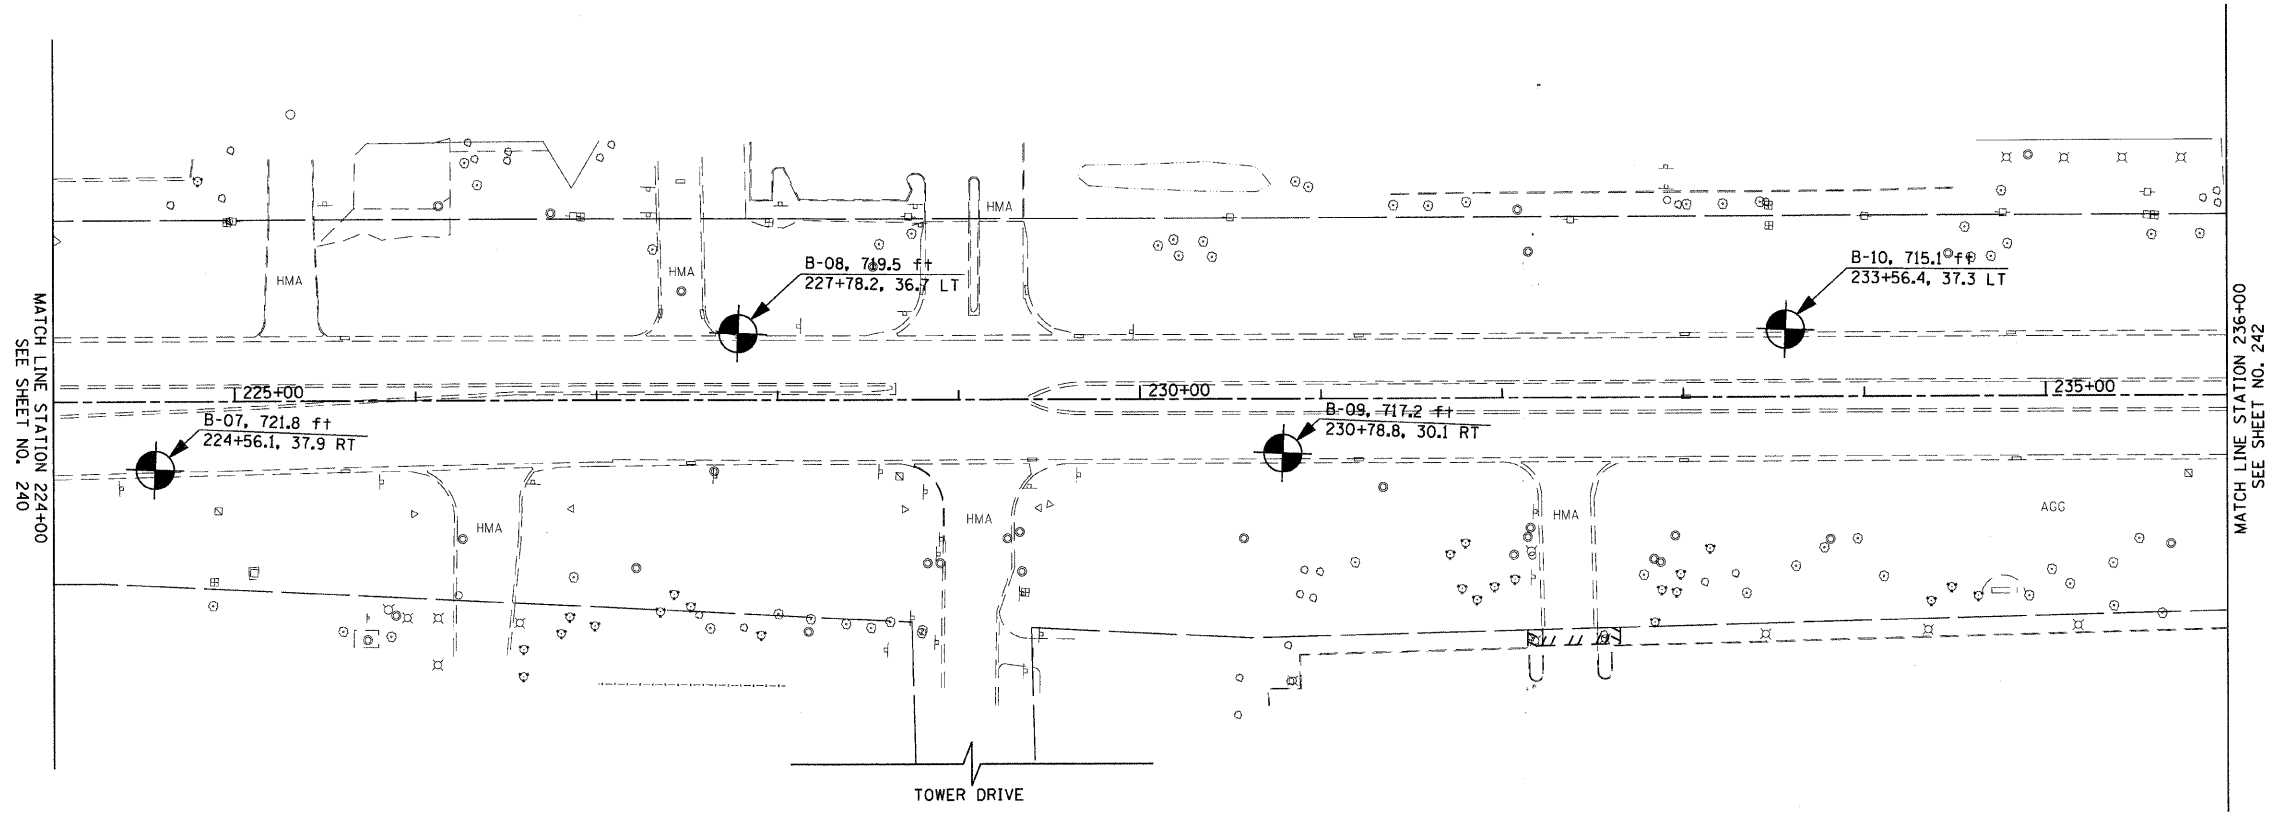 HMA
HMA
HMA
B-08, 719.5 ft
227+78.2, 36.7 LT
B-10, 715.1 ft
233+56.4, 37.3 LT
MATCH LINE STATION 224+00
SEE SHEET NO. 240
MATCH LINE STATION 236+00
SEE SHEET NO. 242
225+00
230+00
235+00
B-07, 721.8 ft
224+56.1, 37.9 RT
B-09, 717.2 ft
230+78.8, 30.1 RT
HMA
HMA
HMA
AGG
TOWER DRIVE